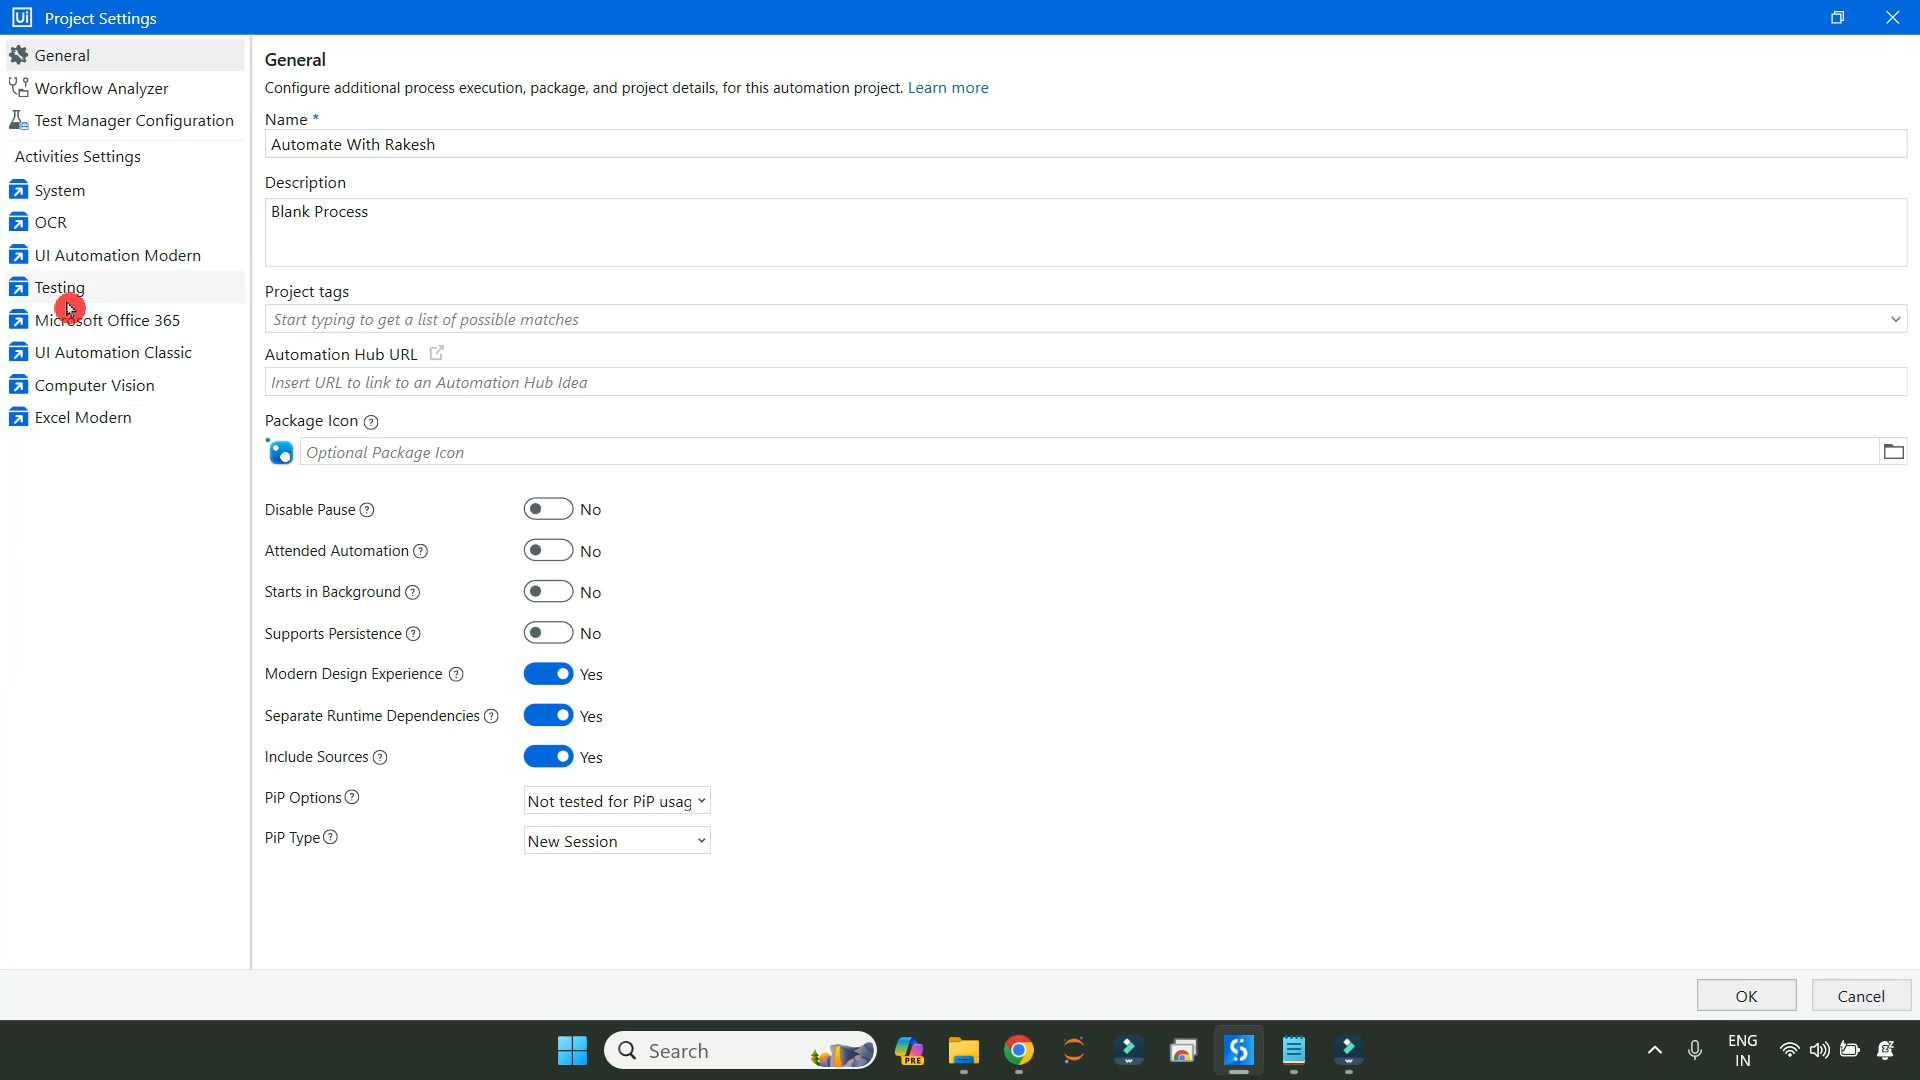 Ui Project Settings
General
Workflow Analyzer
Test Manager Configuration
Activities Settings
System
OCR
UI Automation Modern
Testing
Microsoft Office 365
UI Automation Classic
Computer Vision
Excel Modern
General
Configure additional process execution, package, and project details, for this automation project. Learn more
Name *
Automate With Rakesh
Description
Blank Process
Project tags
Start typing to get a list of possible matches
Automation Hub URL
Insert URL to link to an Automation Hub Idea
Package Icon ?
Optional Package Icon
Disable Pause ? No
Attended Automation ? No
Starts in Background ? No
Supports Persistence ? No
Modern Design Experience ? Yes
Separate Runtime Dependencies ? Yes
Include Sources ? Yes
PiP Options ? Not tested for PiP usag
PiP Type ? New Session
OK Cancel
Search
PRE
ENG
IN